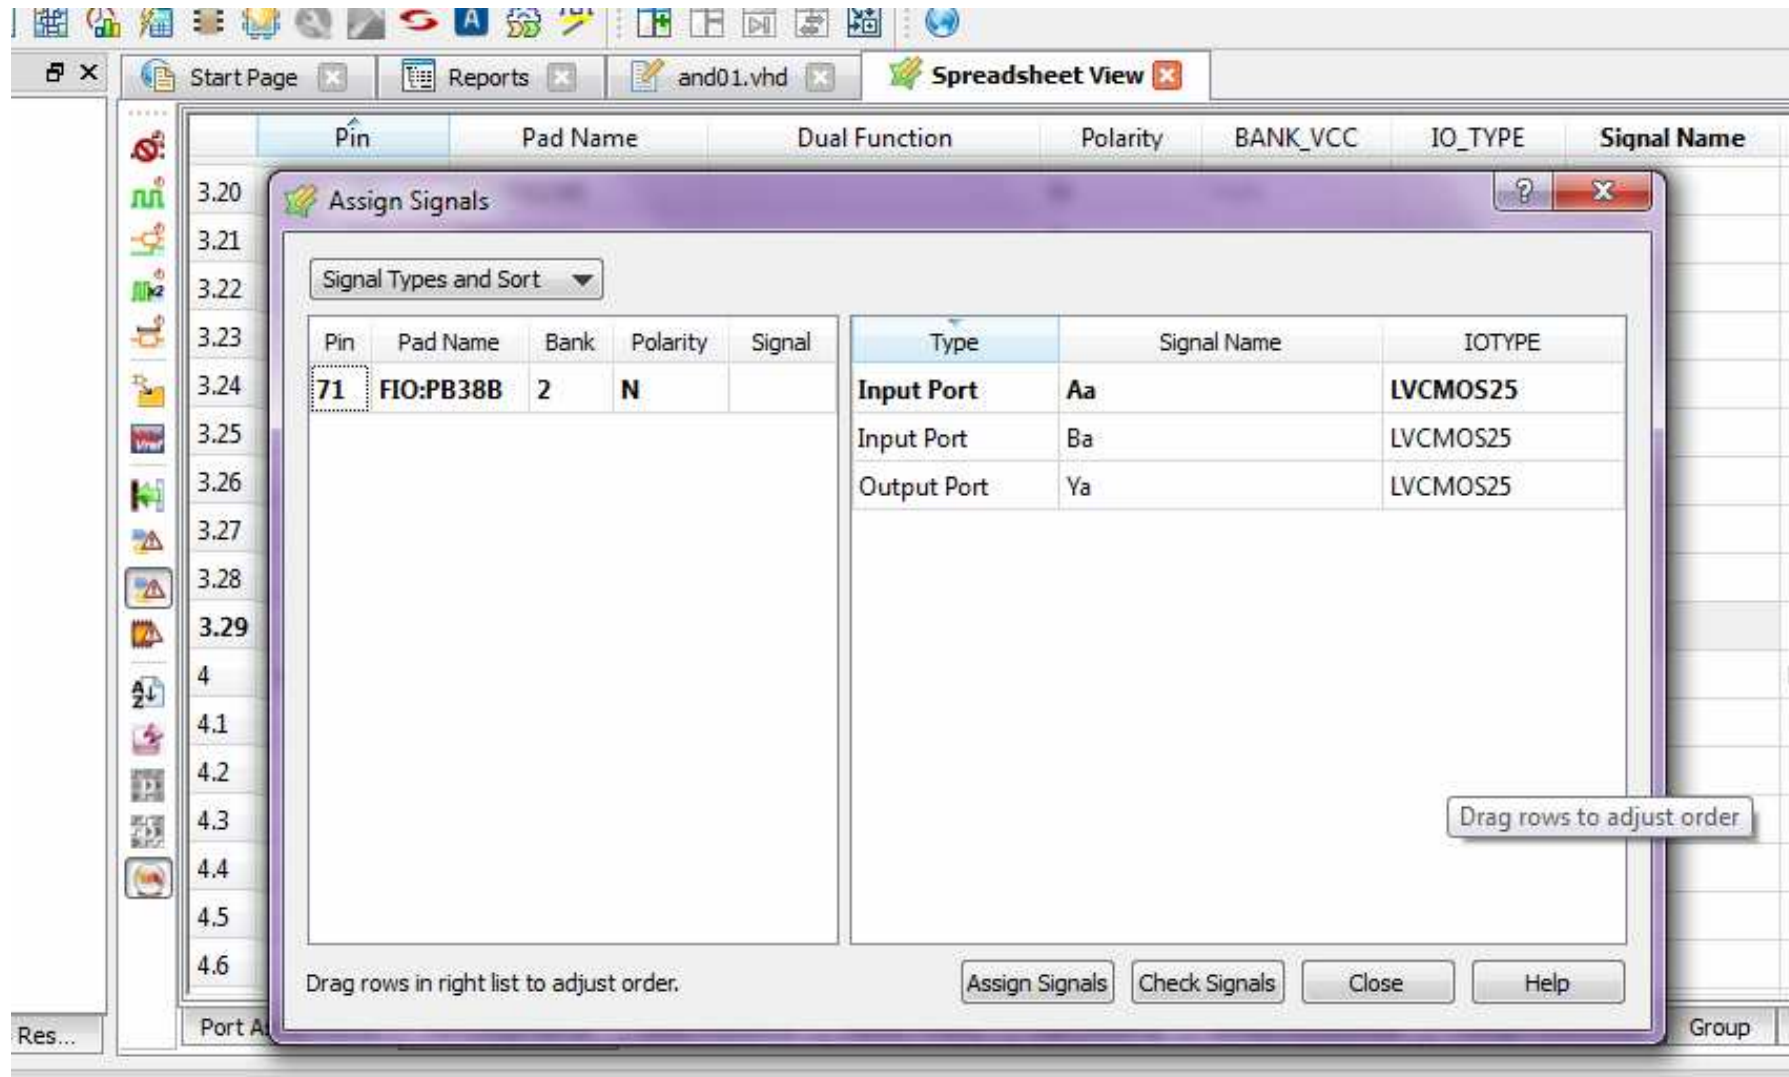 Start Page
Reports
and01.vhd
Spreadsheet View
Pin Pad Name Dual Function Polarity BANK_VCC IO_TYPE Signal Name
3.20
3.21
3.22
3.23
3.24
3.25
3.26
3.27
3.28
3.29
4
4.1
4.2
4.3
4.4
4.5
4.6
Assign Signals
Signal Types and Sort
Pin Pad Name Bank Polarity Signal
71 FIO:PB38B 2 N
Type Signal Name IOTYPE
Input Port Aa LVCMOS25
Input Port Ba LVCMOS25
Output Port Ya LVCMOS25
Drag rows to adjust order
Drag rows in right list to adjust order.
Assign Signals Check Signals Close Help
Res...
Port A
Group